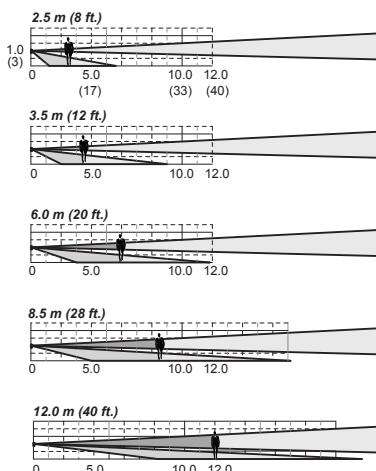 2.5 m (8 ft.)
1.0
(3)
0 5.0 10.0 12.0
(17) (33) (40)
3.5 m (12 ft.)
0 5.0 10.0 12.0
6.0 m (20 ft.)
0 5.0 10.0 12.0
8.5 m (28 ft.)
0 5.0 10.0 12.0
12.0 m (40 ft.)
0 5.0 10.0 12.0